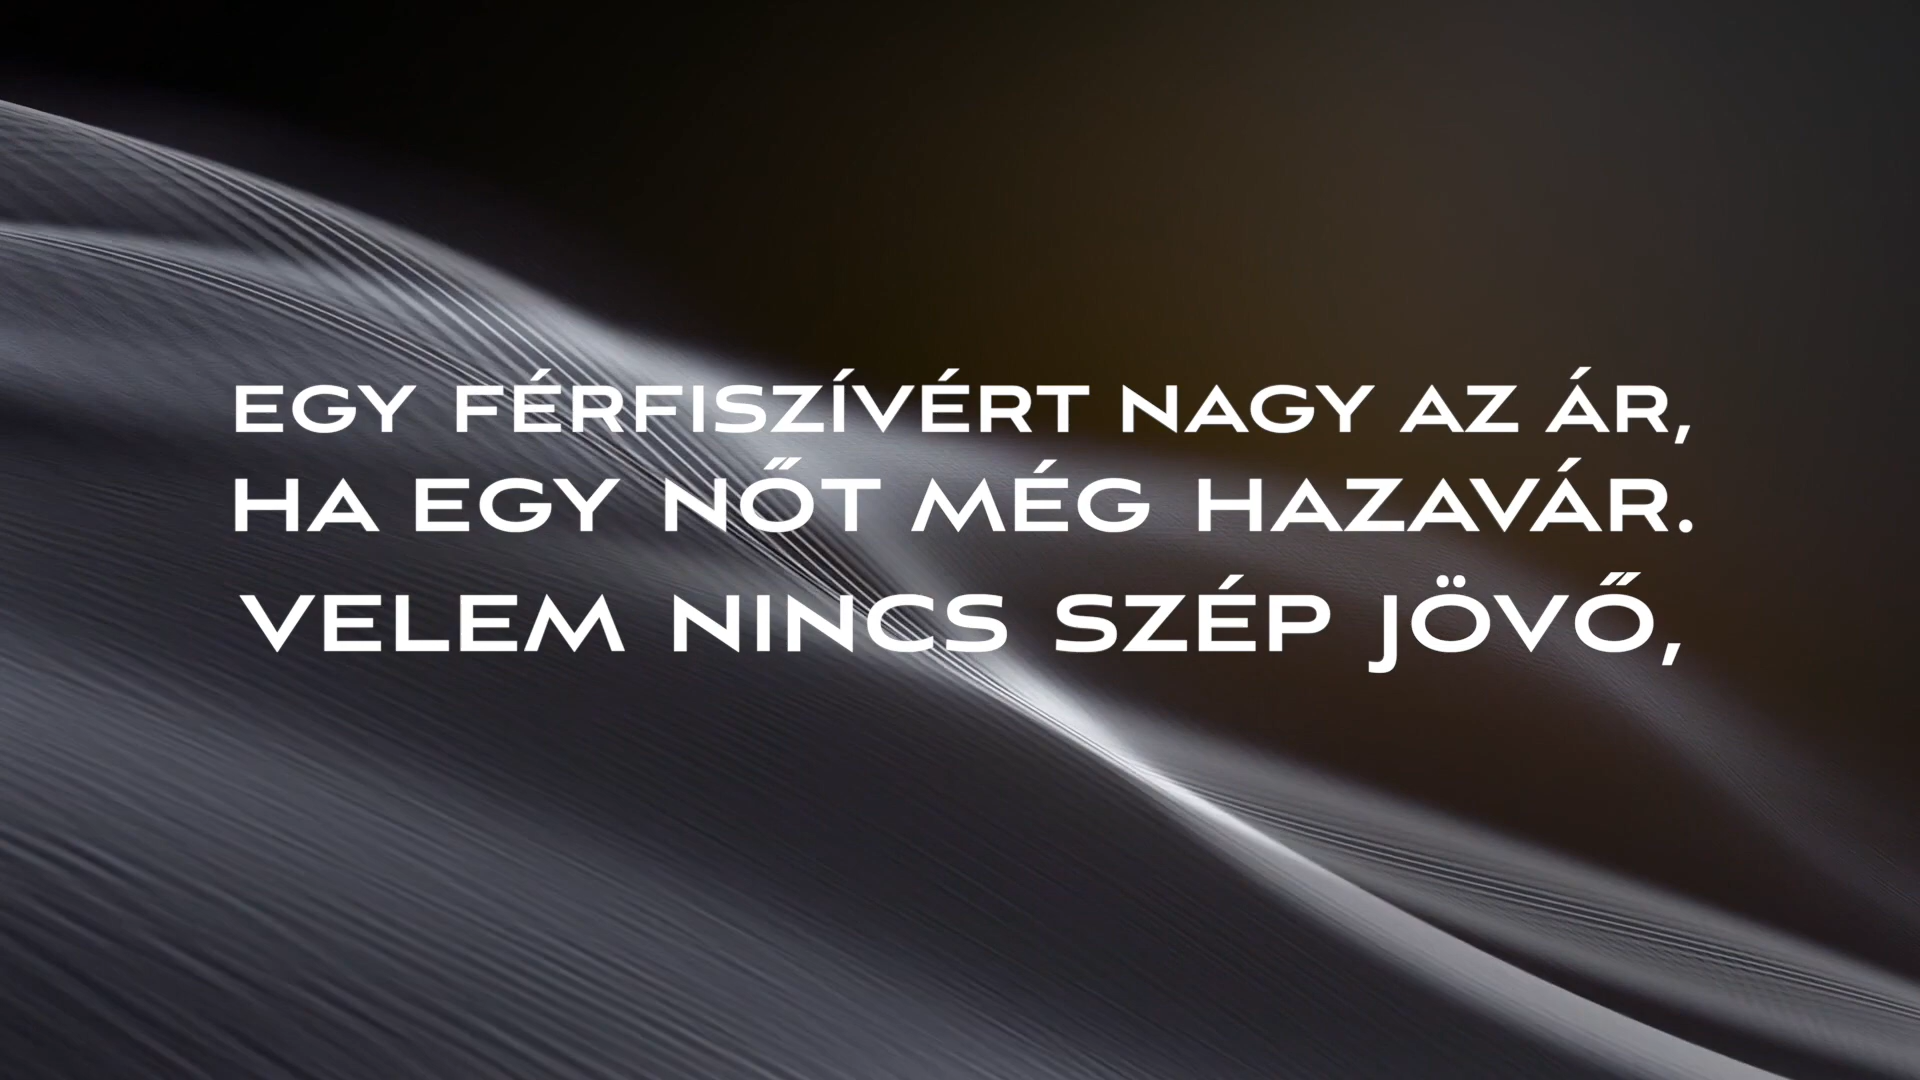 EGY FÉRFISZÍVÉRT NAGY AZ ÁR,
HA EGY NŐT MÉG HAZAVÁR.
VELEM NINCS SZÉP JÖVŐ,